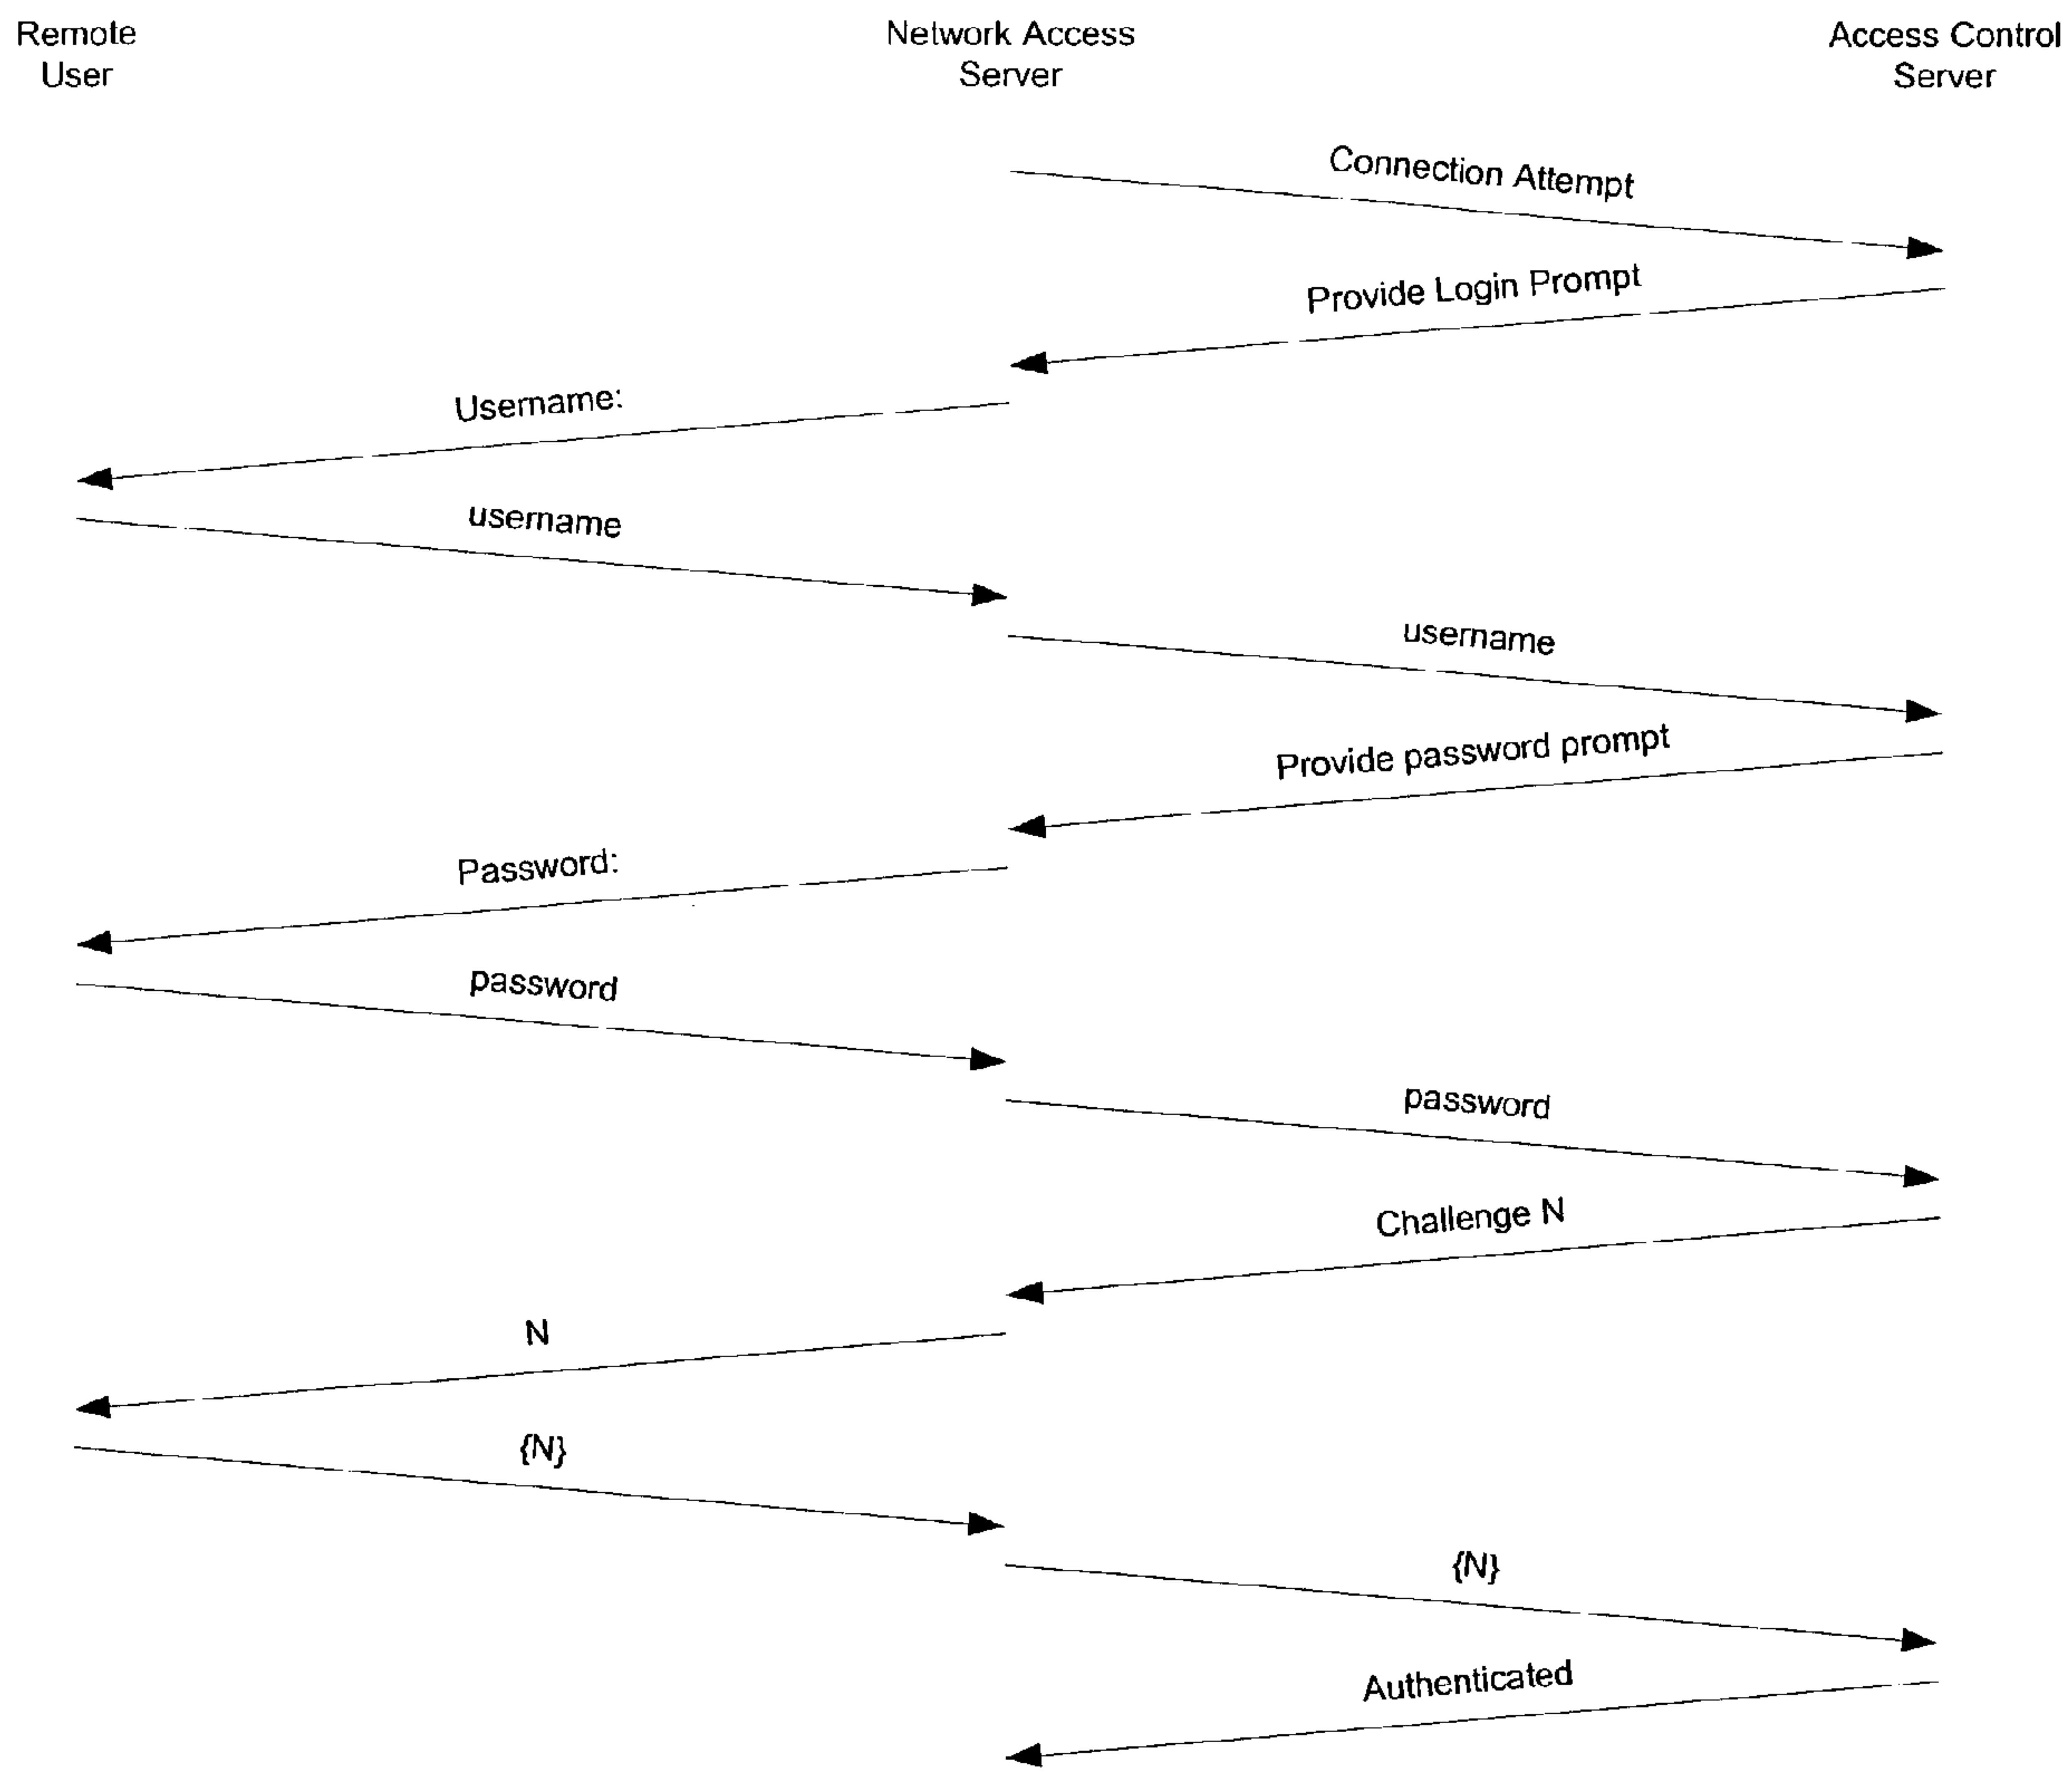 Remote
User
Network Access
Server
Access Control
Server
Connection Attempt
Provide Login Prompt
Username:
username
username
Provide password prompt
Password:
password
password
Challenge N
N
{N}
{N}
Authenticated